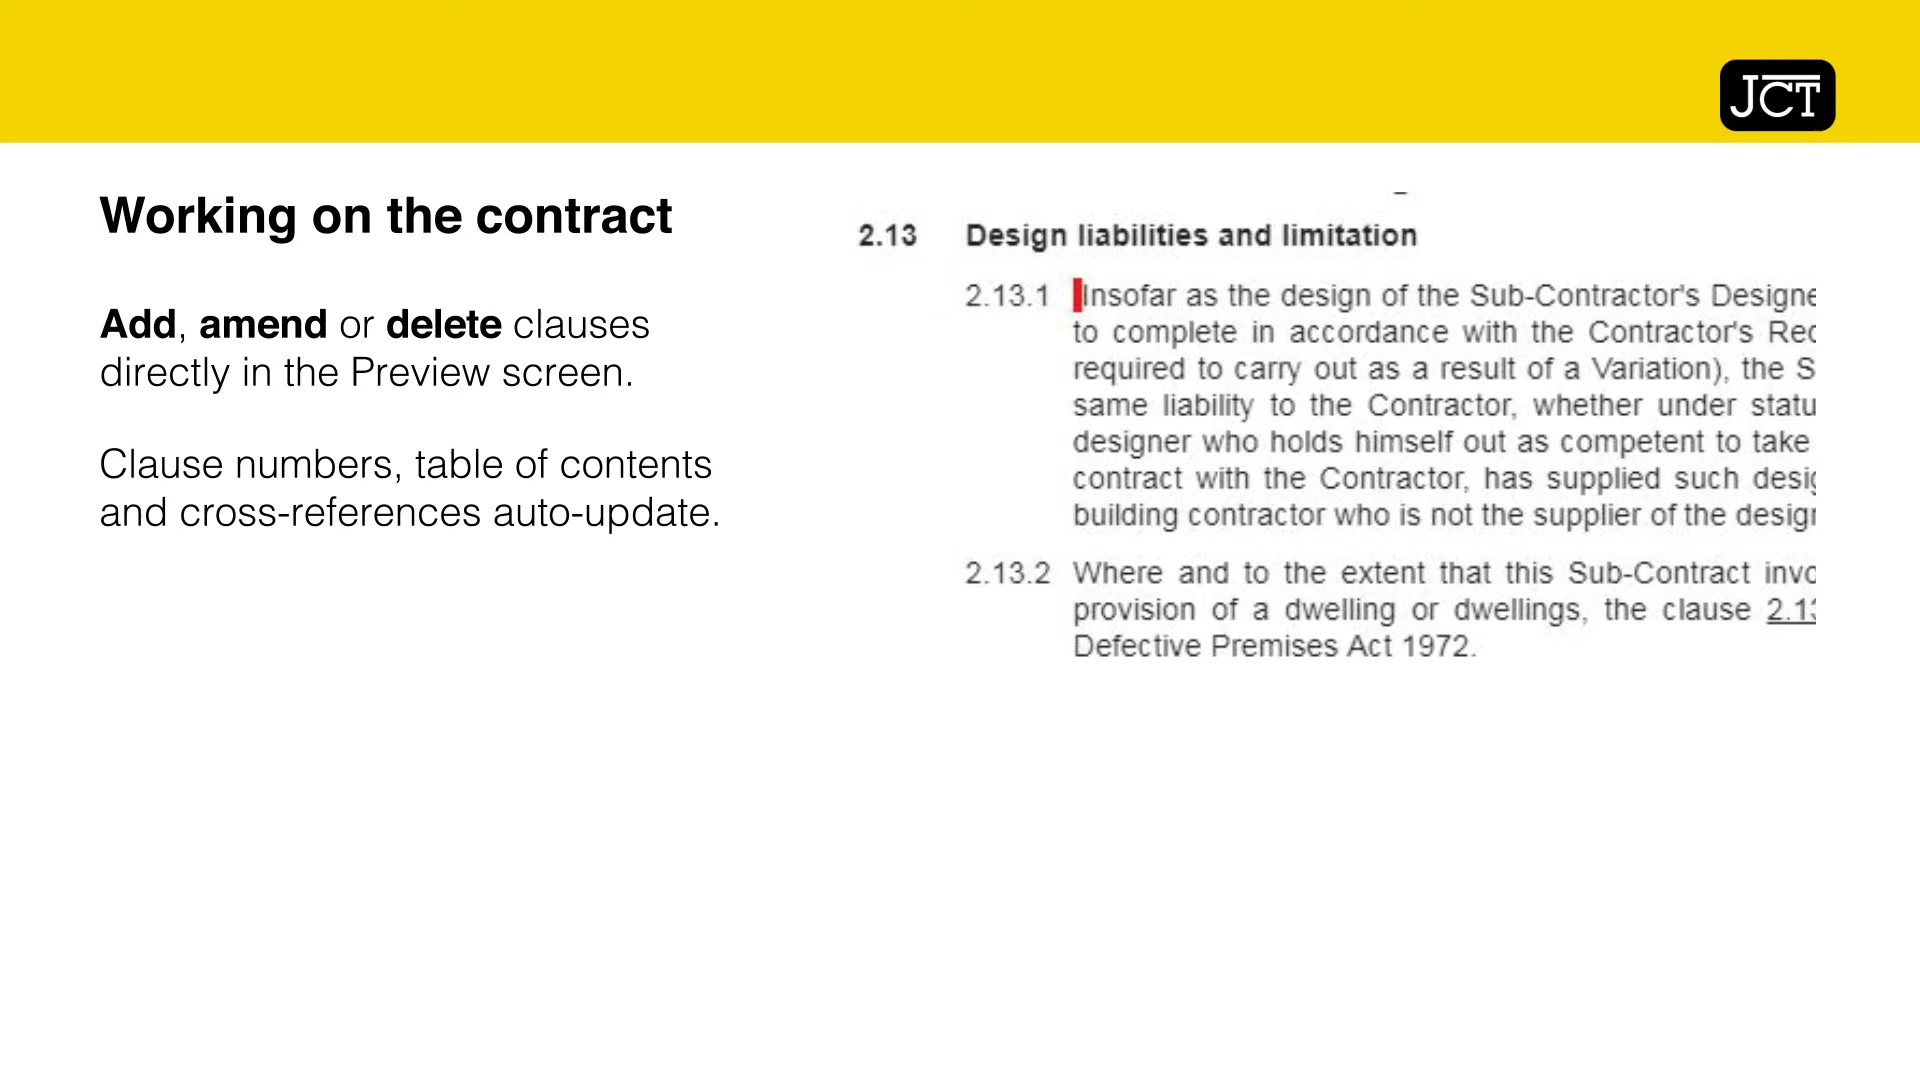 JCT
Working on the contract
Add, amend or delete clauses
directly in the Preview screen.
Clause numbers, table of contents
and cross-references auto-update.
2.13 Design liabilities and limitation
2.13.1 Insofar as the design of the Sub-Contractor's
to complete in accordance with the Contractor's
required to carry out as a result of a Variation), the
same liability to the Contractor, whether under
designer who holds himself out as competent to take
contract with the Contractor, has supplied such
building contractor who is not the supplier of the
2.13.2 Where and to the extent that this Sub-Contract
provision of a dwelling or dwellings, the clause
Defective Premises Act 1972.